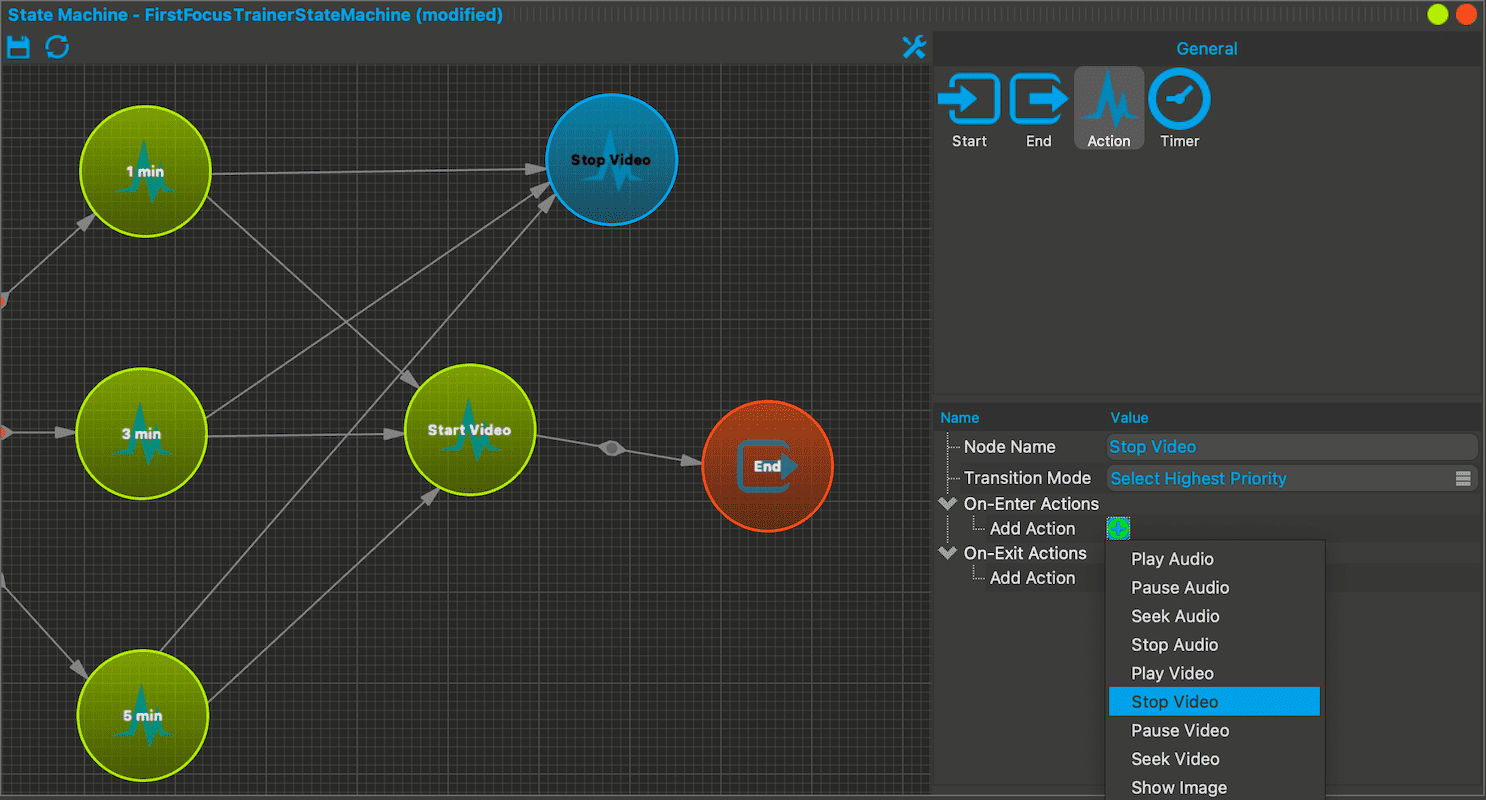 State Machine - FirstFocusTrainerStateMachine (modified)
General
Start
End
Action
Timer
1 min
Stop Video
3 min
Start Video
End
5 min
Name Value
Node Name Stop Video
Transition Mode Select Highest Priority
On-Enter Actions
Add Action
On-Exit Actions
Add Action
Play Audio
Pause Audio
Seek Audio
Stop Audio
Play Video
Stop Video
Pause Video
Seek Video
Show Image